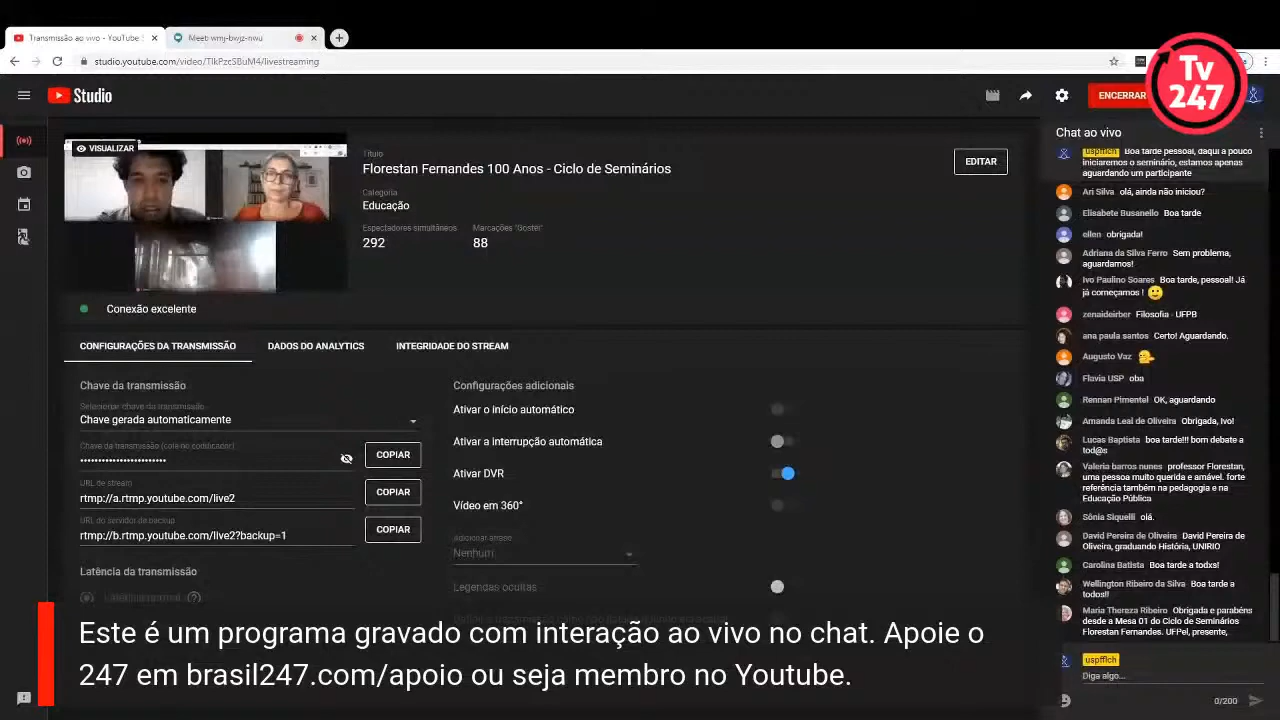 Transmissão ao vivo - YouTube S
Meet: wmj-bwjz-nwu
studio.youtube.com/video/TlkPzcSBuM4/livestreaming
Studio
ENCERRAR
Tv
247
VISUALIZAR
Título
Florestan Fernandes 100 Anos - Ciclo de Seminários
EDITAR
Categoria
Educação
Espectadores simultâneos
Marcações "Gostei"
292
88
Conexão excelente
CONFIGURAÇÕES DA TRANSMISSÃO
DADOS DO ANALYTICS
INTEGRIDADE DO STREAM
Chave da transmissão
Selecionar chave da transmissão
Chave gerada automaticamente
Chave da transmissão (cole no codificador)
COPIAR
URL de stream
rtmp://a.rtmp.youtube.com/live2
COPIAR
URL do servidor de backup
rtmp://b.rtmp.youtube.com/live2?backup=1
COPIAR
Latência da transmissão
Configurações adicionais
Ativar o início automático
Ativar a interrupção automática
Ativar DVR
Vídeo em 360°
Adicionar atraso
Nenhum
Legendas ocultas
Chat ao vivo
uspfflch Boa tarde pessoal, daqui a pouco
iniciaremos o seminário, estamos apenas
aguardando um participante
Ari Silva olá, ainda não iniciou?
Elisabete Busanello Boa tarde
ellen obrigada!
Adriana da Silva Ferro Sem problema,
aguardamos!
Ivo Paulino Soares Boa tarde, pessoal! Já
já começamos !
zenaideirber Filosofia - UFPB
ana paula santos Certo! Aguardando.
Augusto Vaz
Flavia USP oba
Rennan Pimentel OK, aguardando
Amanda Leal de Oliveira Obrigada, Ivo!
Lucas Baptista boa tarde!!! bom debate a
tod@s
Valeria barros nunes professor Florestan,
uma pessoa muito querida e amável. forte
referência também na pedagogia e na
Educação Pública
Sônia Siquelli olá.
David Pereira de Oliveira David Pereira de
Oliveira, graduando História, UNIRIO
Carolina Batista Boa tarde a todxs!
Wellington Ribeiro da Silva Boa tarde a
todos!!
Maria Thereza Ribeiro Obrigada e parabéns
desde a Mesa 01 do Ciclo de Seminários
Florestan Fernandes. UFPel, presente,
uspfflch
Diga algo...
0/200
Este é um programa gravado com interação ao vivo no chat. Apoie o
247 em brasil247.com/apoio ou seja membro no Youtube.